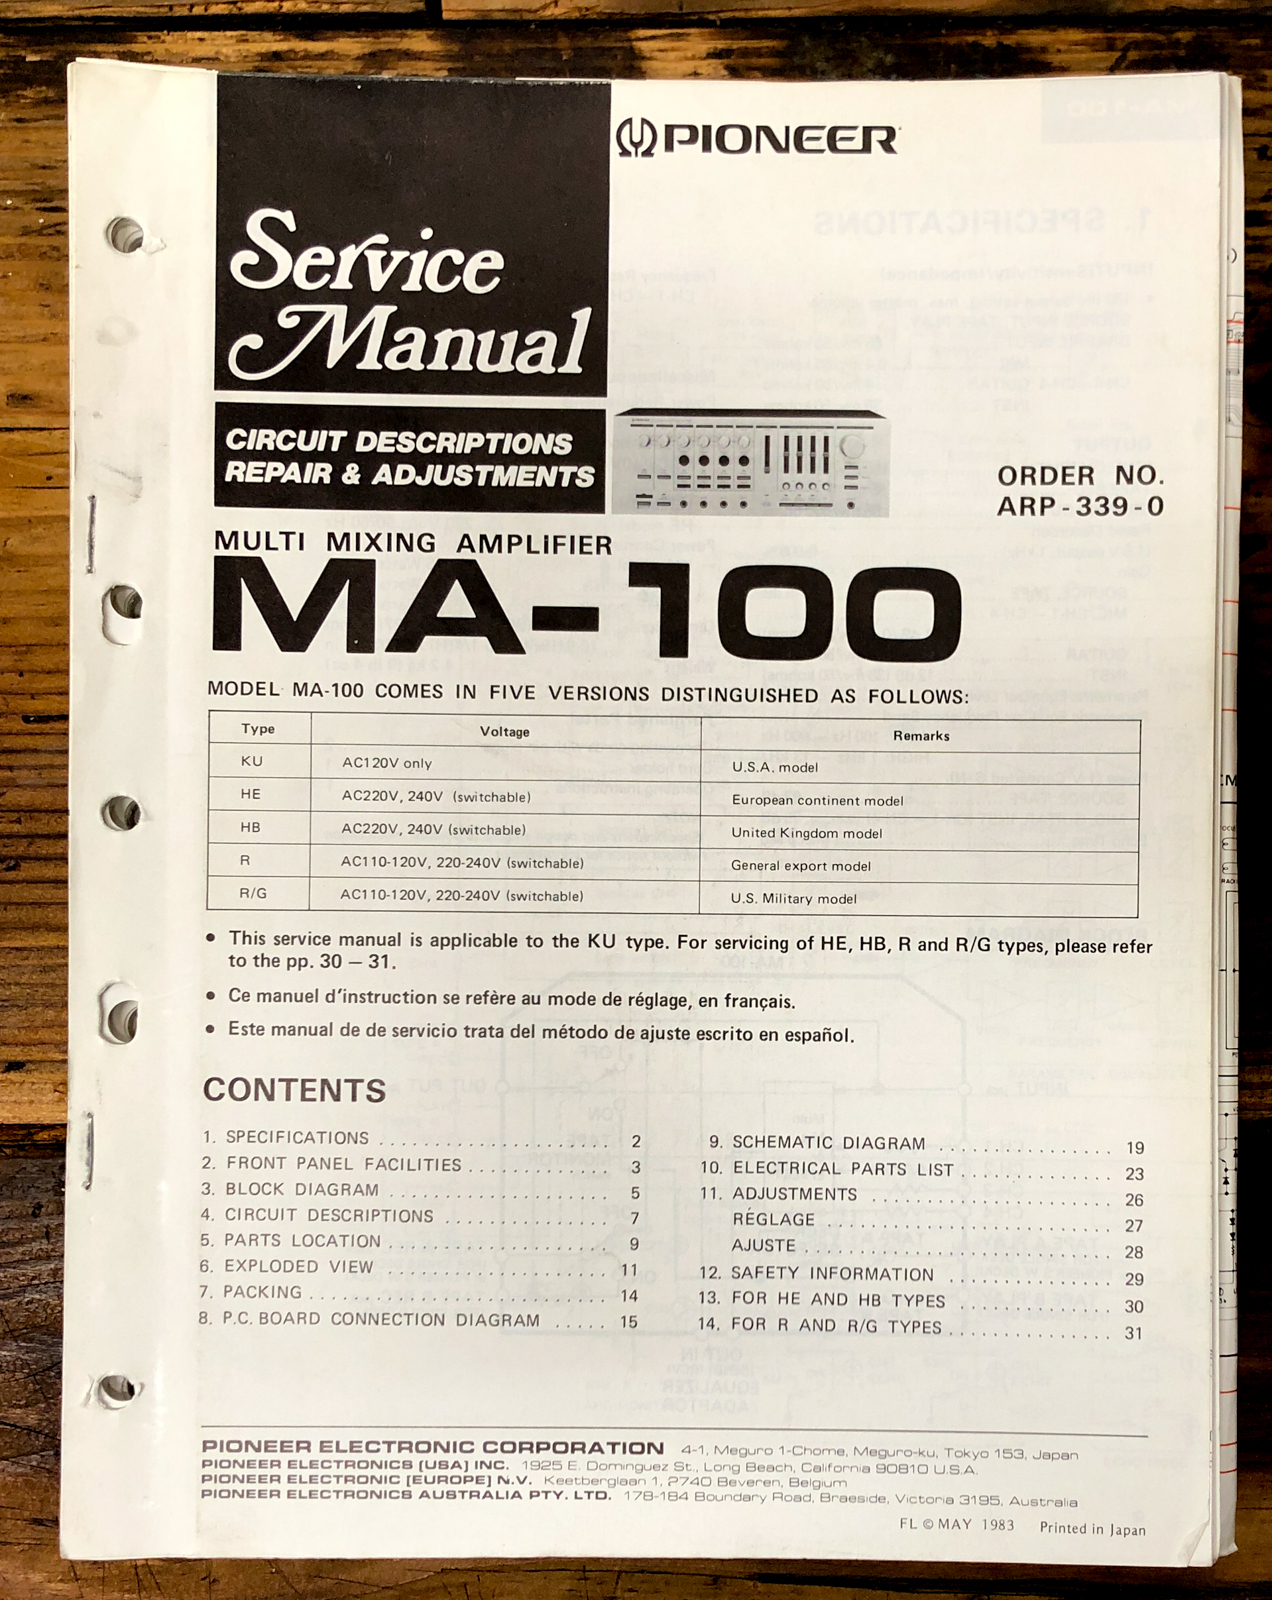 PIONEER
Service
Manual
CIRCUIT DESCRIPTIONS
REPAIR & ADJUSTMENTS
ORDER NO.
ARP-339-0
MULTI MIXING AMPLIFIER
MA-100
MODEL MA-100 COMES IN FIVE VERSIONS DISTINGUISHED AS FOLLOWS:
Type Voltage Remarks
KU AC120V only U.S.A. model
HE AC220V, 240V (switchable) European continent model
HB AC220V, 240V (switchable) United Kingdom model
R AC110-120V, 220-240V (switchable) General export model
R/G AC110-120V, 220-240V (switchable) U.S. Military model
• This service manual is applicable to the KU type. For servicing of HE, HB, R and R/G types, please refer
to the pp. 30 – 31.
• Ce manuel d'instruction se refère au mode de réglage, en français.
• Este manual de de servicio trata del método de ajuste escrito en español.
CONTENTS
1. SPECIFICATIONS . . . . . . . . . . . . . . . . . . . . 2
2. FRONT PANEL FACILITIES . . . . . . . . . . . . 3
3. BLOCK DIAGRAM . . . . . . . . . . . . . . . . . . . 5
4. CIRCUIT DESCRIPTIONS . . . . . . . . . . . . . . 7
5. PARTS LOCATION . . . . . . . . . . . . . . . . . . . 9
6. EXPLODED VIEW . . . . . . . . . . . . . . . . . . . 11
7. PACKING . . . . . . . . . . . . . . . . . . . . . . . . . . 14
8. P.C. BOARD CONNECTION DIAGRAM . . . . . 15
9. SCHEMATIC DIAGRAM . . . . . . . . . . . . . . . 19
10. ELECTRICAL PARTS LIST . . . . . . . . . . . . . 23
11. ADJUSTMENTS . . . . . . . . . . . . . . . . . . . . . 26
RÉGLAGE . . . . . . . . . . . . . . . . . . . . . . . . . 27
AJUSTE . . . . . . . . . . . . . . . . . . . . . . . . . . . 28
12. SAFETY INFORMATION . . . . . . . . . . . . . . 29
13. FOR HE AND HB TYPES . . . . . . . . . . . . . 30
14. FOR R AND R/G TYPES . . . . . . . . . . . . . . 31
PIONEER ELECTRONIC CORPORATION 4-1, Meguro 1-Chome, Meguro-ku, Tokyo 153, Japan
PIONEER ELECTRONICS [USA] INC. 1925 E. Dominguez St., Long Beach, California 90810 U.S.A.
PIONEER ELECTRONIC [EUROPE] N.V. Keetberglaan 1, 2740 Beveren, Belgium
PIONEER ELECTRONICS AUSTRALIA PTY. LTD. 178-184 Boundary Road, Braeside, Victoria 3195, Australia
FL © MAY 1983 Printed in Japan